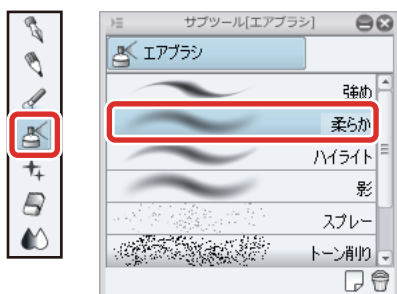 サブツール[エアブラシ]
エアブラシ
強め
柔らか
ハイライト
影
スプレー
トーン削り